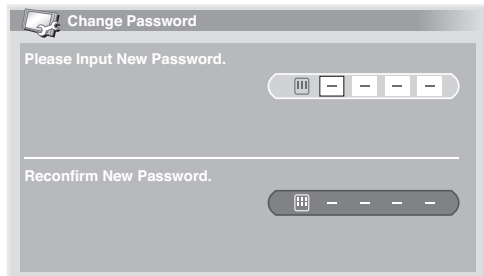 Change Password
Please Input New Password.
– – – –
Reconfirm New Password.
– – – –